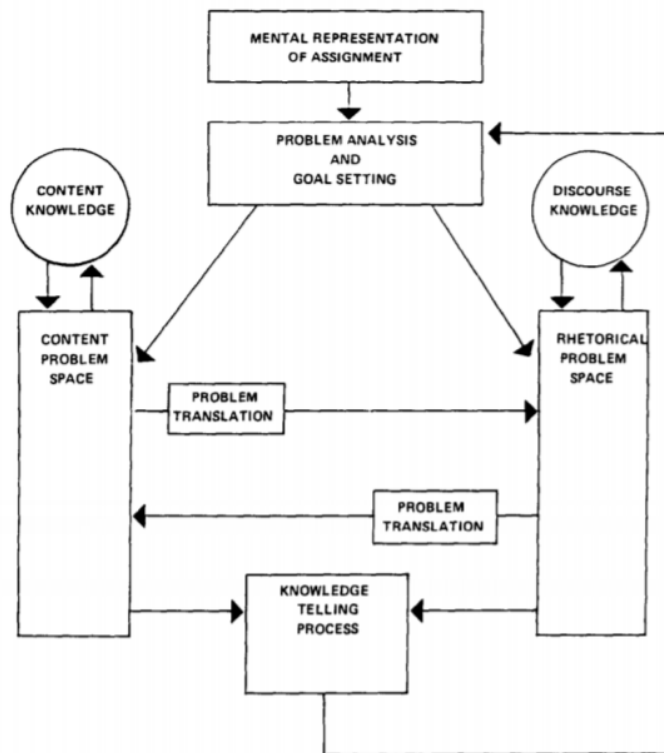 MENTAL REPRESENTATION
OF ASSIGNMENT
PROBLEM ANALYSIS
AND
GOAL SETTING
CONTENT
KNOWLEDGE
DISCOURSE
KNOWLEDGE
CONTENT
PROBLEM
SPACE
RHETORICAL
PROBLEM
SPACE
PROBLEM
TRANSLATION
PROBLEM
TRANSLATION
KNOWLEDGE
TELLING
PROCESS